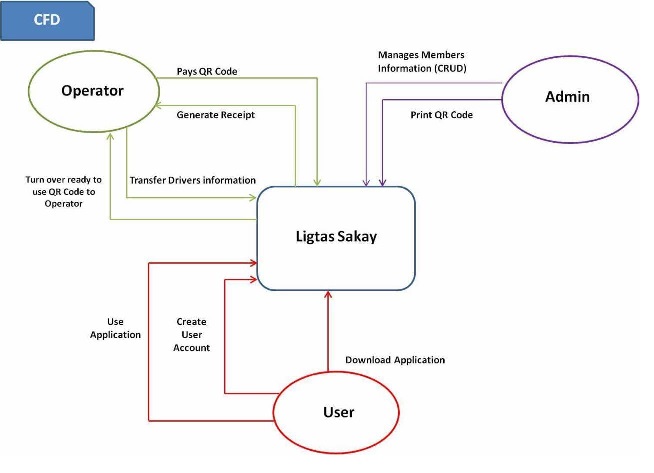 CFD
Operator
Pays QR Code
Generate Receipt
Manages Members
Information (CRUD)
Print QR Code
Admin
Turn over ready to
use QR Code to
Operator
Transfer Drivers information
Ligtas Sakay
Use
Application
Create
User
Account
Download Application
User